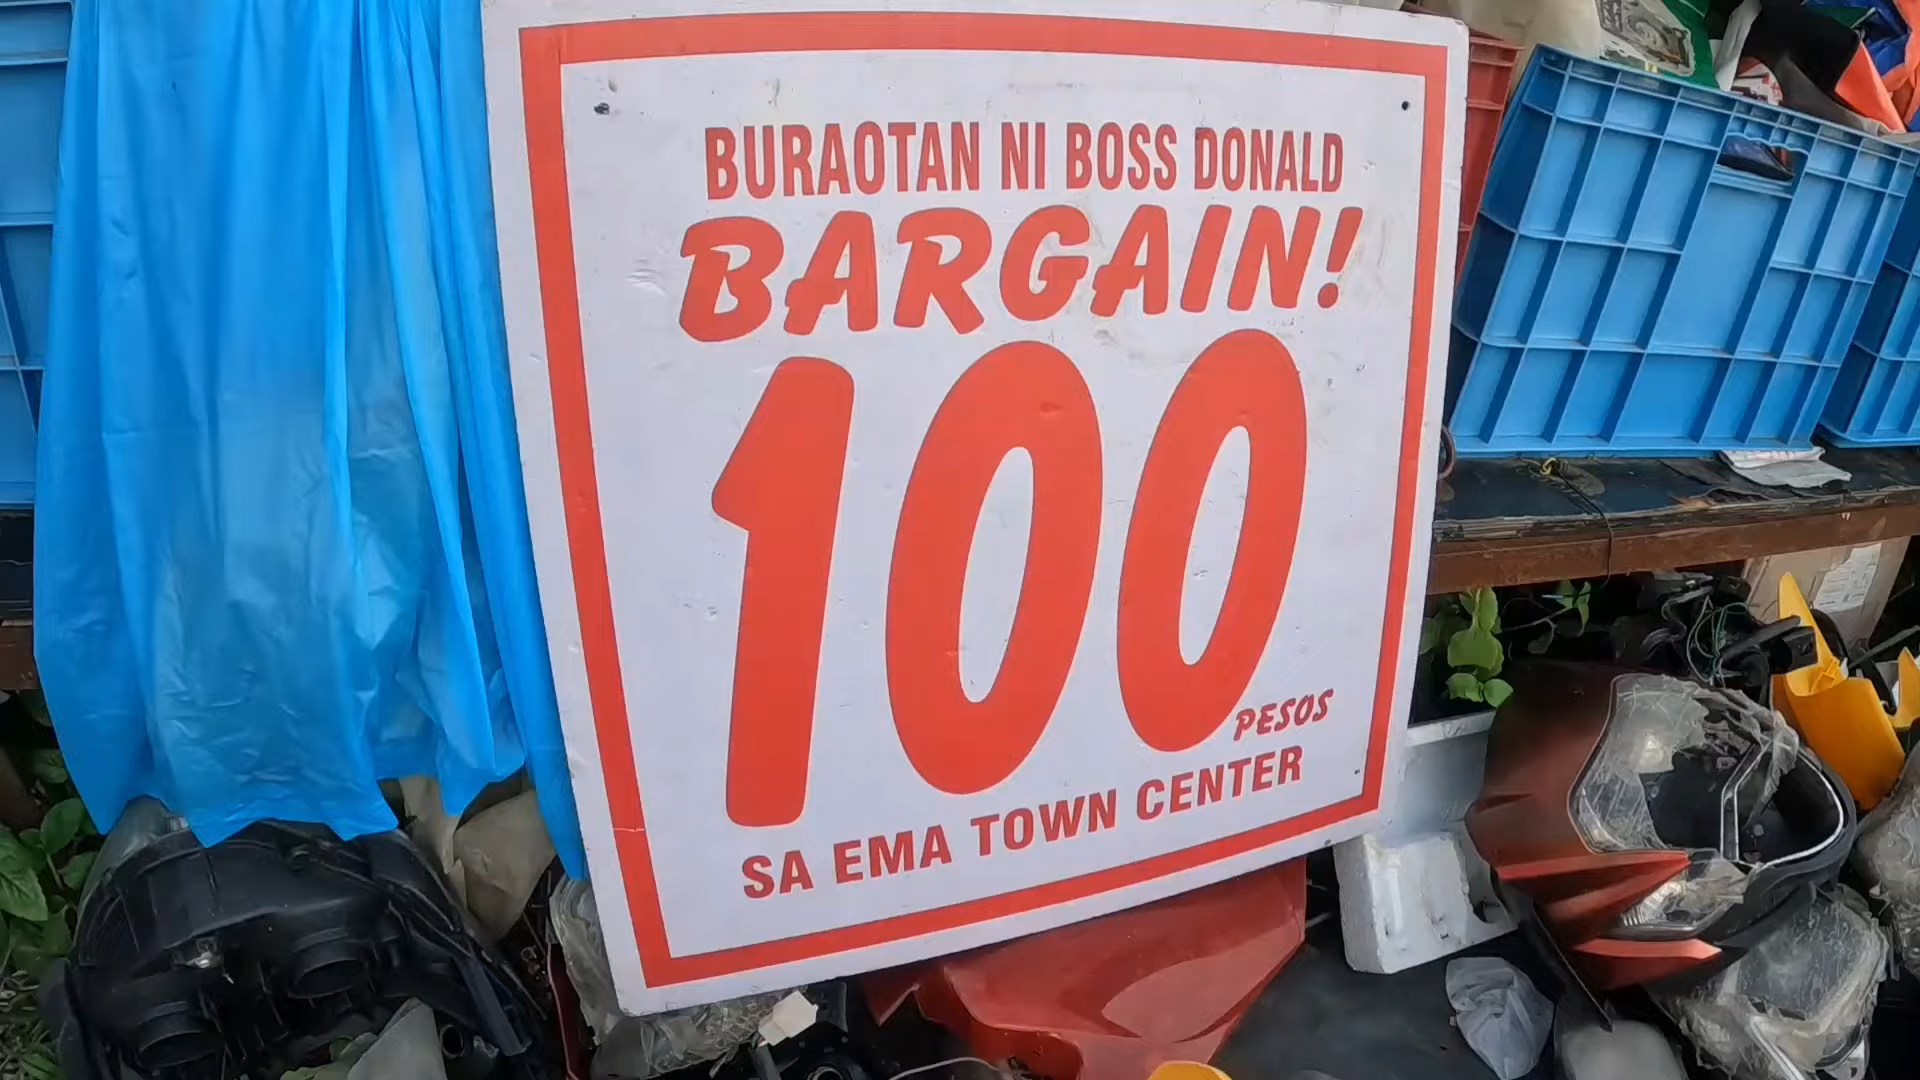 BURAOTAN NI BOSS DONALD
BARGAIN!
100
PESOS
SA EMA TOWN CENTER